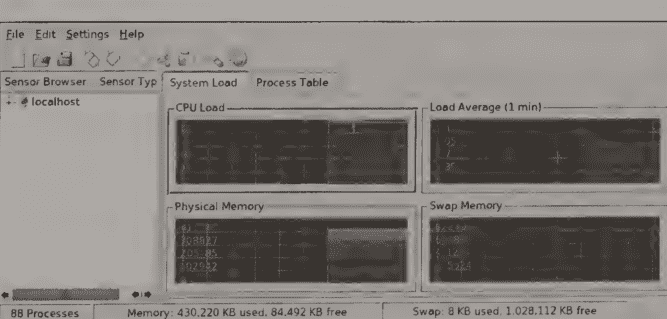 File Edit Settings Help
Sensor Browser Sensor Typ System Load Process Table
localhost
CPU Load
Load Average (1 min)
Physical Memory
Swap Memory
88 Processes
Memory: 430.220 KB used, 84.492 KB free
Swap: 8 KB used, 1.028.112 KB free